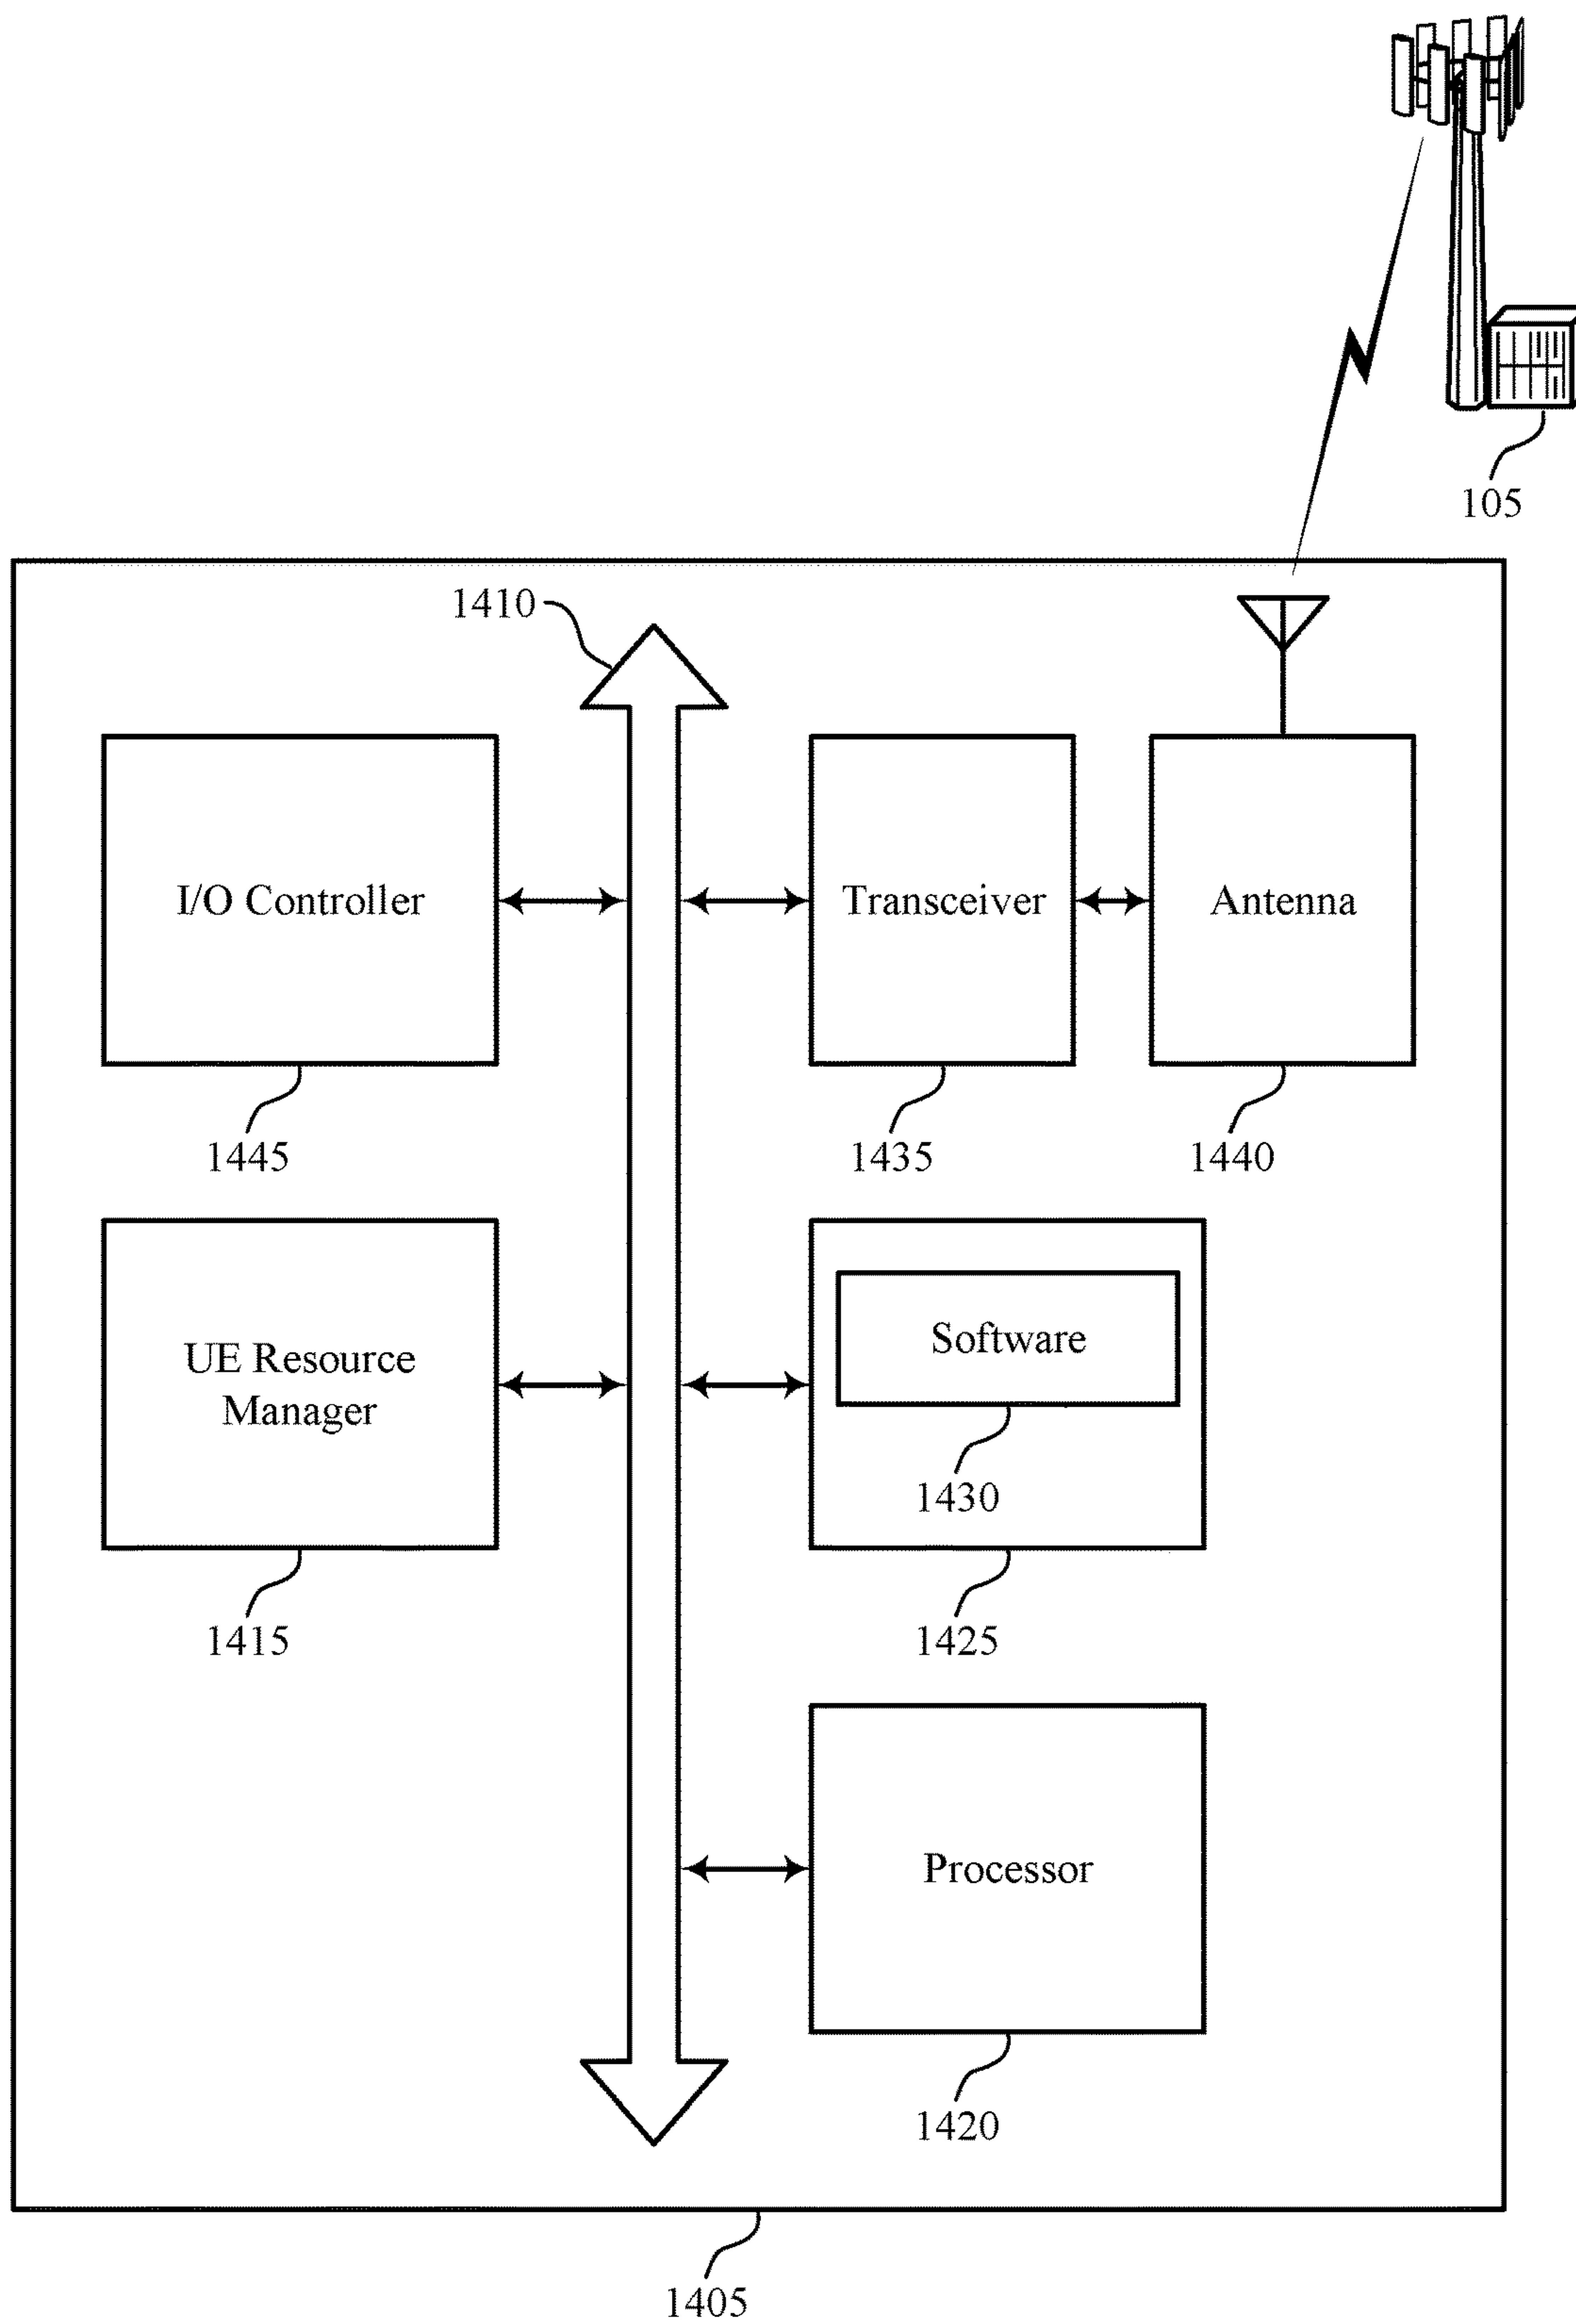 105
1410
I/O Controller
Transceiver
Antenna
1445
1435
1440
UE Resource
Manager
Software
1430
1415
1425
Processor
1420
1405